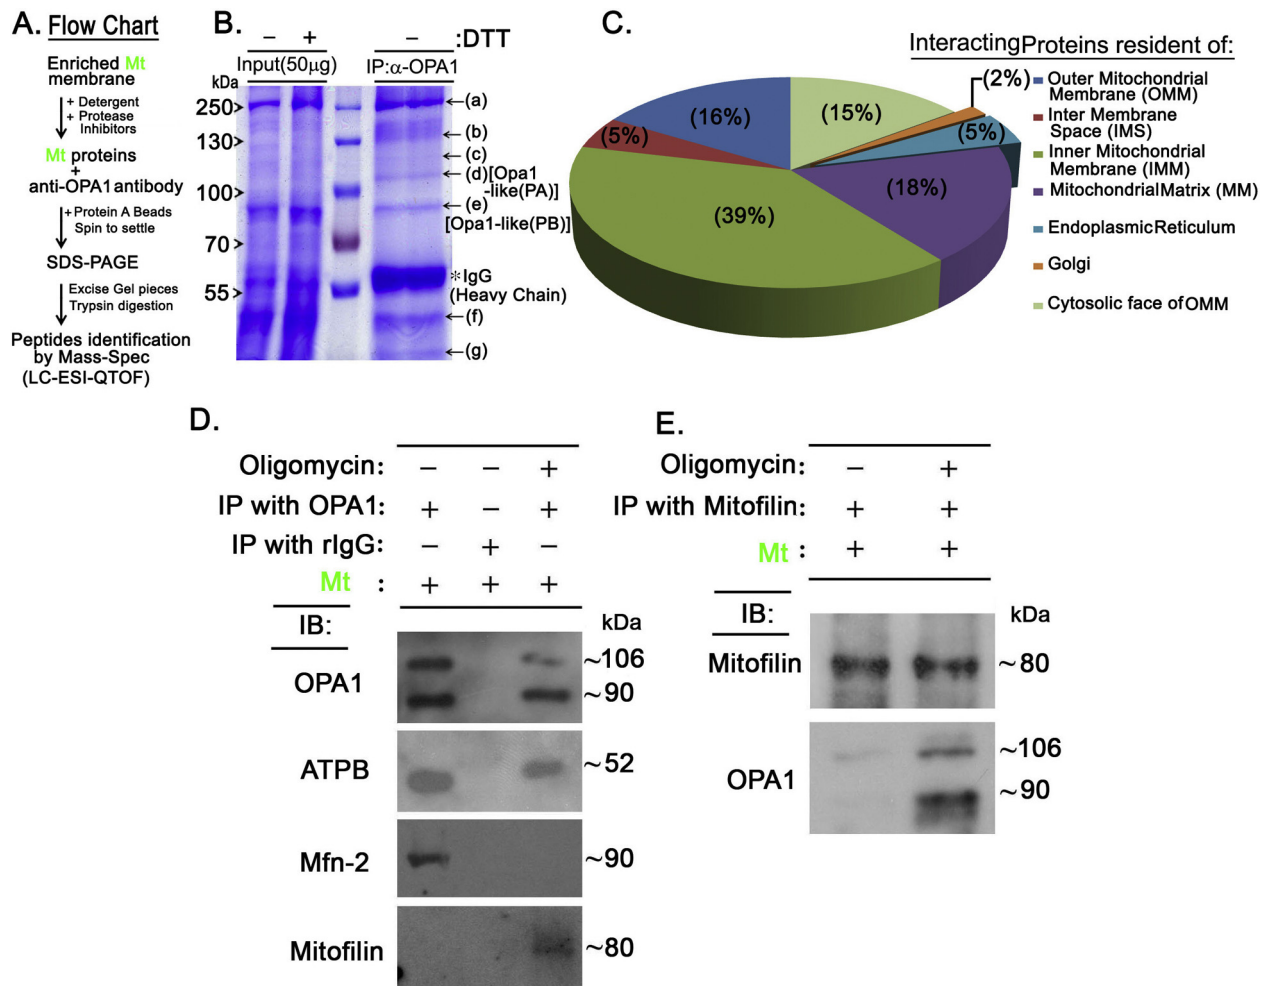 A. Flow Chart
Enriched Mt
membrane
+ Detergent
+ Protease
Inhibitors
Mt proteins
+
anti-OPA1 antibody
+ Protein A Beads
Spin to settle
SDS-PAGE
Excise Gel pieces
Trypsin digestion
Peptides identification
by Mass-Spec
(LC-ESI-QTOF)
B.
− + − :DTT
Input(50μg) IP:α-OPA1
kDa
250
130
100
70
55
(a)
(b)
(c)
(d)[Opa1
-like(PA)]
(e)
[Opa1-like(PB)]
*IgG
(Heavy Chain)
(f)
(g)
C.
Interacting Proteins resident of:
(2%)
(15%)
(16%)
(5%)
(5%)
(18%)
(39%)
Outer Mitochondrial
Membrane (OMM)
Inter Membrane
Space (IMS)
Inner Mitochondrial
Membrane (IMM)
Mitochondrial Matrix (MM)
Endoplasmic Reticulum
Golgi
Cytosolic face of OMM
D.
Oligomycin: − − +
IP with OPA1: + − +
IP with rIgG: − + −
Mt : + + +
IB:
kDa
OPA1
~106
~90
ATPB ~52
Mfn-2 ~90
Mitofilin ~80
E.
Oligomycin: − +
IP with Mitofilin: + +
Mt : + +
IB:
kDa
Mitofilin ~80
OPA1
~106
~90